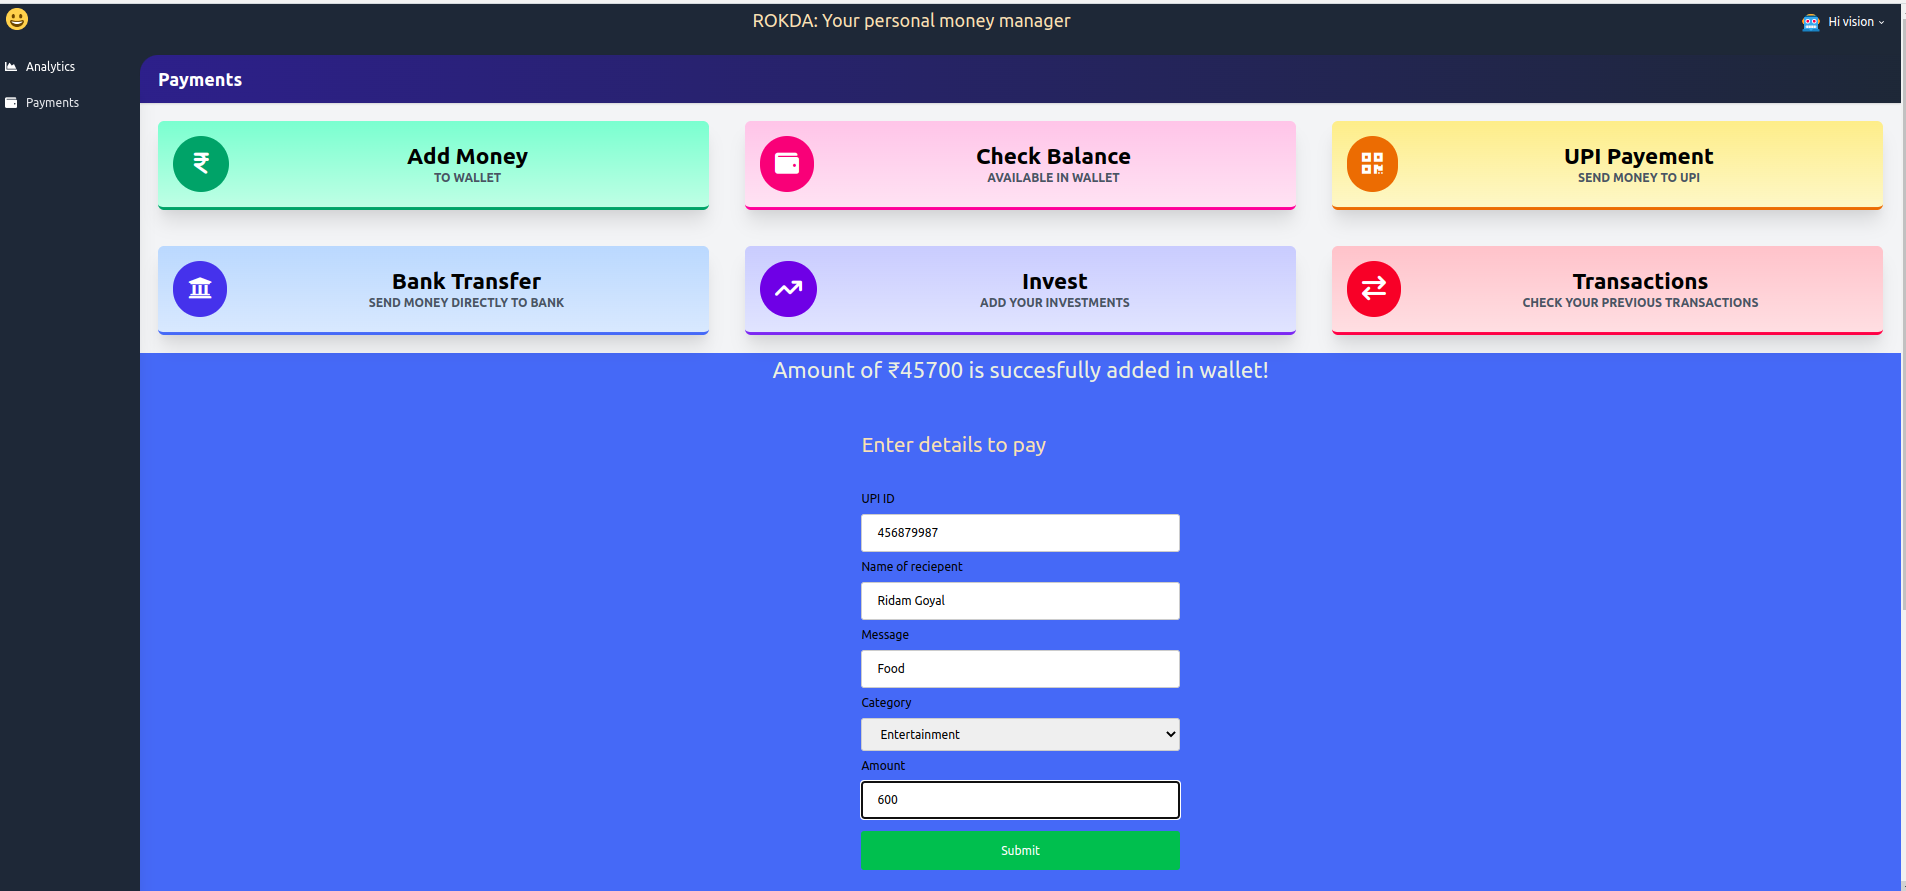 ROKDA: Your personal money manager
Hi vision
Analytics
Payments
Payments
Add Money
TO WALLET
Check Balance
AVAILABLE IN WALLET
UPI Payement
SEND MONEY TO UPI
Bank Transfer
SEND MONEY DIRECTLY TO BANK
Invest
ADD YOUR INVESTMENTS
Transactions
CHECK YOUR PREVIOUS TRANSACTIONS
Amount of ₹45700 is succesfully added in wallet!
Enter details to pay
UPI ID
456879987
Name of reciepent
Ridam Goyal
Message
Food
Category
Entertainment
Amount
600
Submit